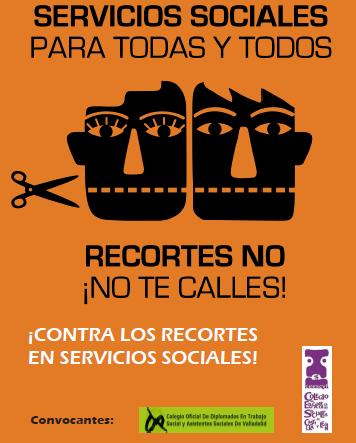 SERVICIOS SOCIALES
PARA TODAS Y TODOS
RECORTES NO
¡NO TE CALLES!
¡CONTRA LOS RECORTES
EN SERVICIOS SOCIALES!
Convocantes:
Colegio Oficial De Diplomados En Trabajo
Social y Asistentes Sociales De Valladolid